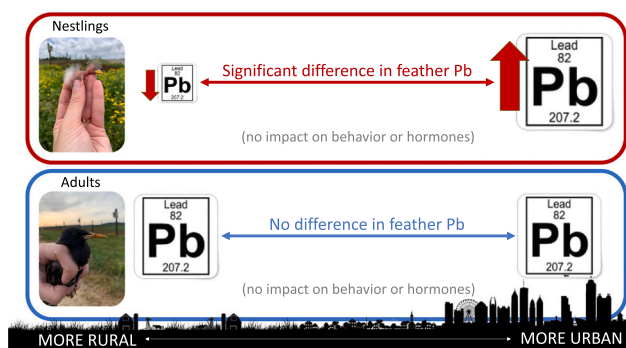 Nestlings
Lead
82
Pb
207.2
Significant difference in feather Pb
Lead
82
Pb
207.2
(no impact on behavior or hormones)
Adults
Lead
82
Pb
207.2
No difference in feather Pb
Lead
82
Pb
207.2
(no impact on behavior or hormones)
MORE RURAL
MORE URBAN